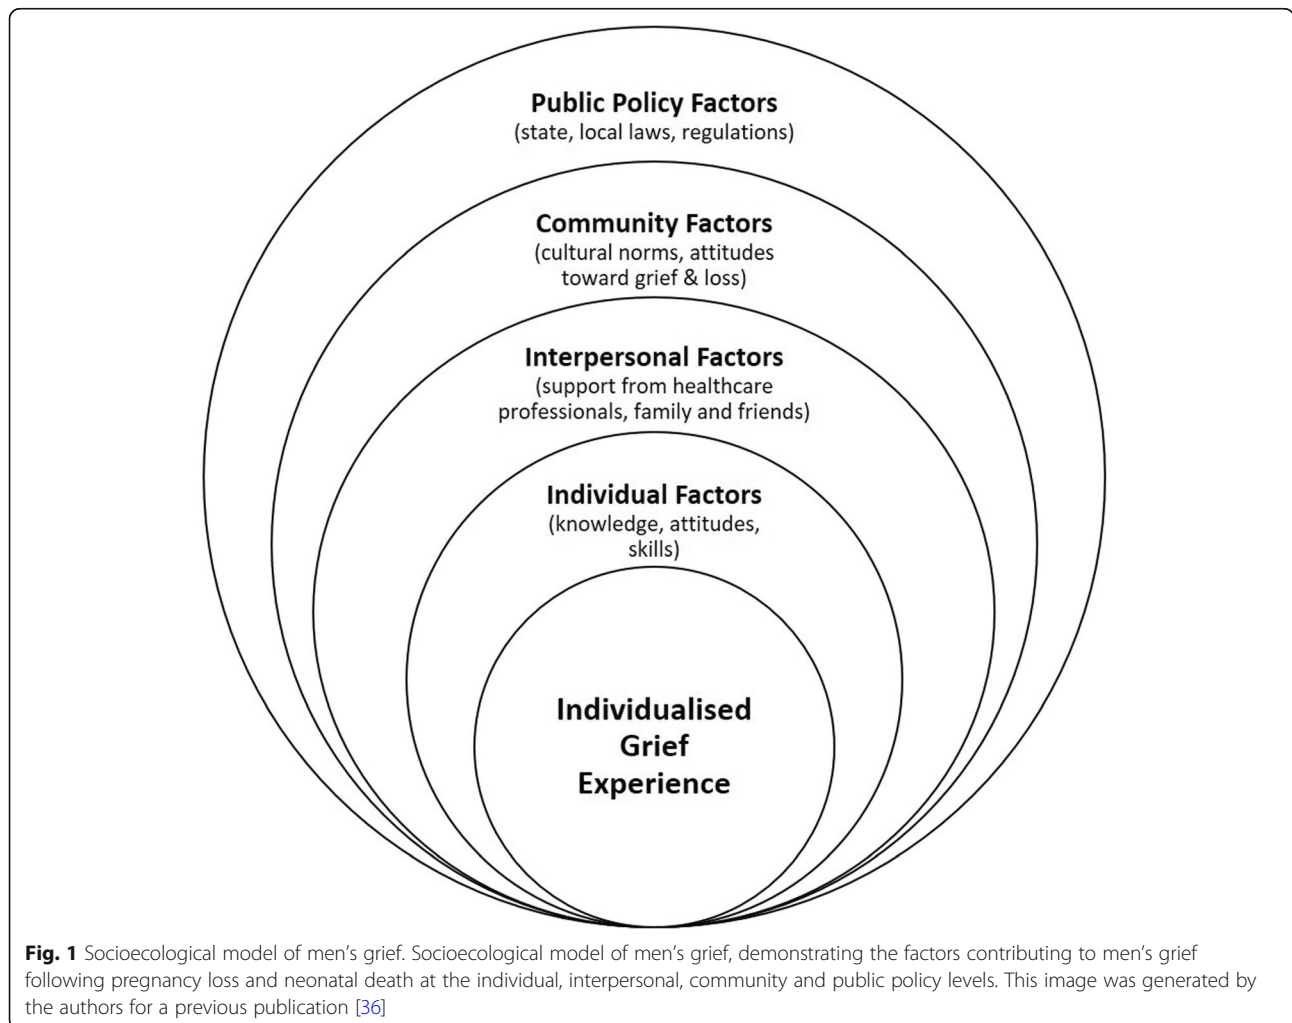 Public Policy Factors
(state, local laws, regulations)
Community Factors
(cultural norms, attitudes
toward grief & loss)
Interpersonal Factors
(support from healthcare
professionals, family and friends)
Individual Factors
(knowledge, attitudes,
skills)
Individualised
Grief
Experience
Fig. 1 Socioecological model of men's grief. Socioecological model of men's grief, demonstrating the factors contributing to men's grief
following pregnancy loss and neonatal death at the individual, interpersonal, community and public policy levels. This image was generated by
the authors for a previous publication [36]